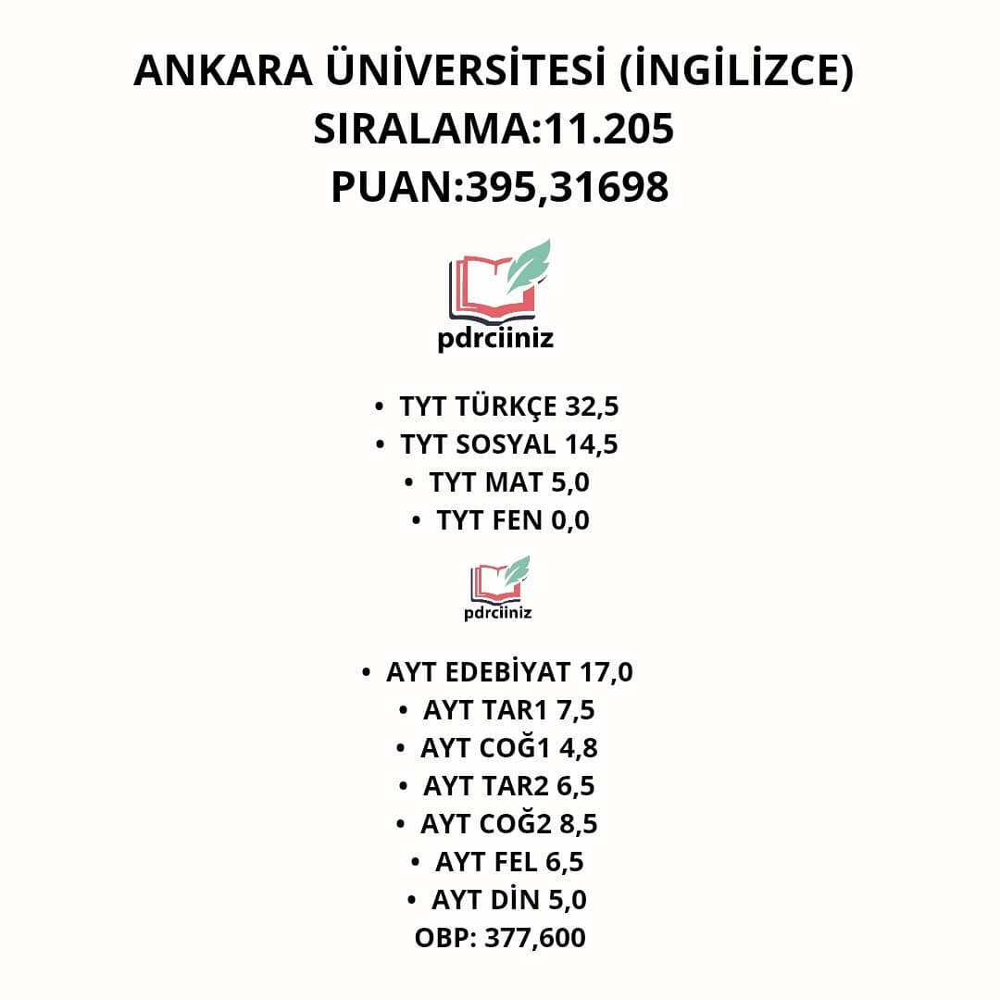 ANKARA ÜNİVERSİTESİ (İNGİLİZCE)
SIRALAMA:11.205
PUAN:395,31698
pdrciiniz
• TYT TÜRKÇE 32,5
• TYT SOSYAL 14,5
• TYT MAT 5,0
• TYT FEN 0,0
pdrciiniz
• AYT EDEBİYAT 17,0
• AYT TAR1 7,5
• AYT COĞ1 4,8
• AYT TAR2 6,5
• AYT COĞ2 8,5
• AYT FEL 6,5
• AYT DİN 5,0
OBP: 377,600